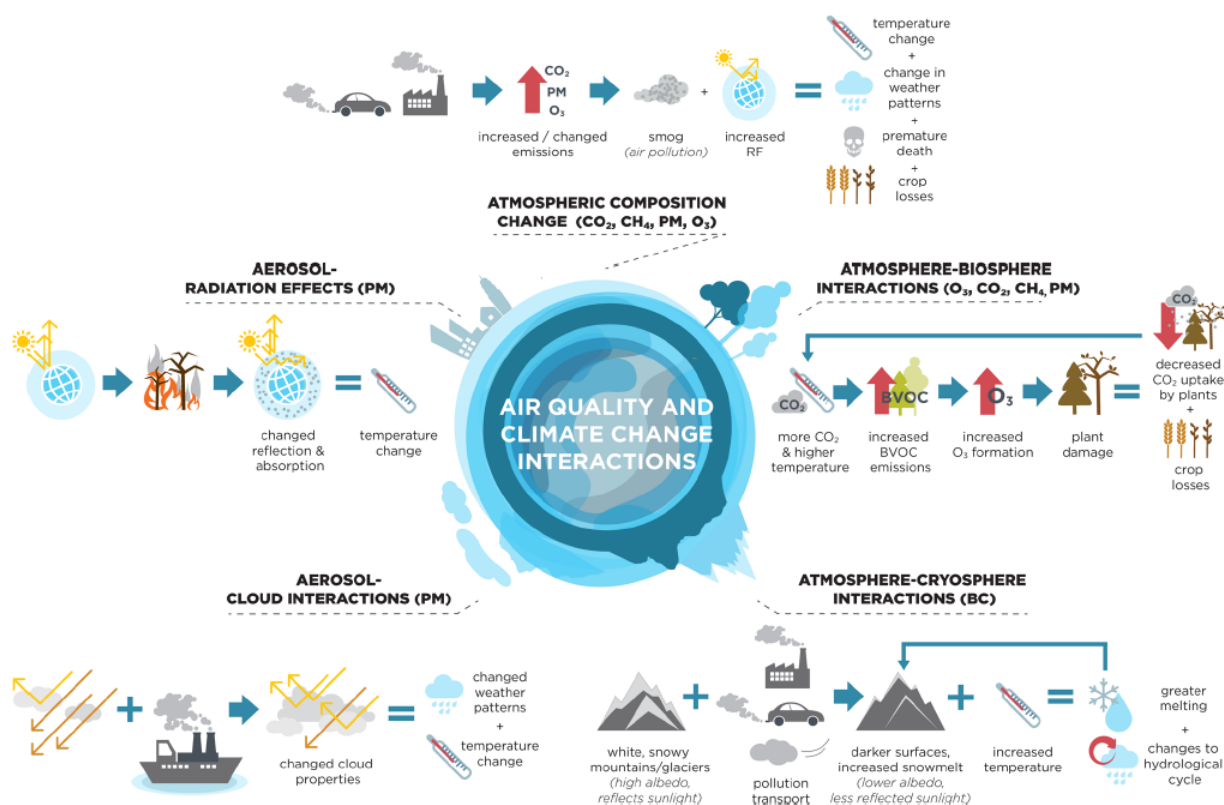 CO₂
PM
O₃
increased / changed
emissions
smog
(air pollution)
+
increased
RF
=
temperature
change
+
change in
weather
patterns
+
premature
death
+
crop
losses
ATMOSPHERIC COMPOSITION
CHANGE (CO₂, CH₄, PM, O₃)
AEROSOL-
RADIATION EFFECTS (PM)
changed
reflection &
absorption
=
temperature
change
ATMOSPHERE-BIOSPHERE
INTERACTIONS (O₃, CO₂, CH₄, PM)
CO₂
more CO₂
& higher
temperature
BVOC
increased
BVOC
emissions
O₃
increased
O₃ formation
plant
damage
=
CO₂
decreased
CO₂ uptake
by plants
+
crop
losses
AIR QUALITY AND
CLIMATE CHANGE
INTERACTIONS
AEROSOL-
CLOUD INTERACTIONS (PM)
+
changed cloud
properties
=
changed
weather
patterns
+
temperature
change
ATMOSPHERE-CRYOSPHERE
INTERACTIONS (BC)
white, snowy
mountains/glaciers
(high albedo,
reflects sunlight)
+
pollution
transport
darker surfaces,
increased snowmelt
(lower albedo,
less reflected sunlight)
+
increased
temperature
=
greater
melting
+
changes to
hydrological
cycle